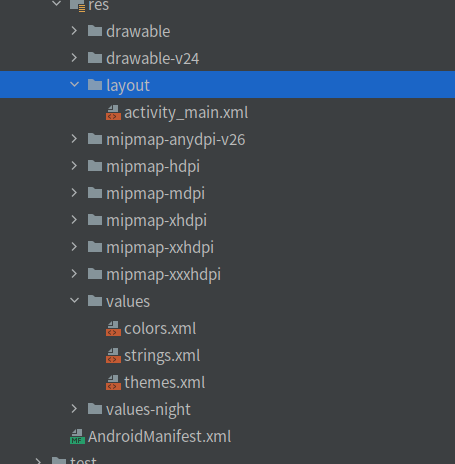 res
drawable
drawable-v24
layout
activity_main.xml
mipmap-anydpi-v26
mipmap-hdpi
mipmap-mdpi
mipmap-xhdpi
mipmap-xxhdpi
mipmap-xxxhdpi
values
colors.xml
strings.xml
themes.xml
values-night
AndroidManifest.xml
test